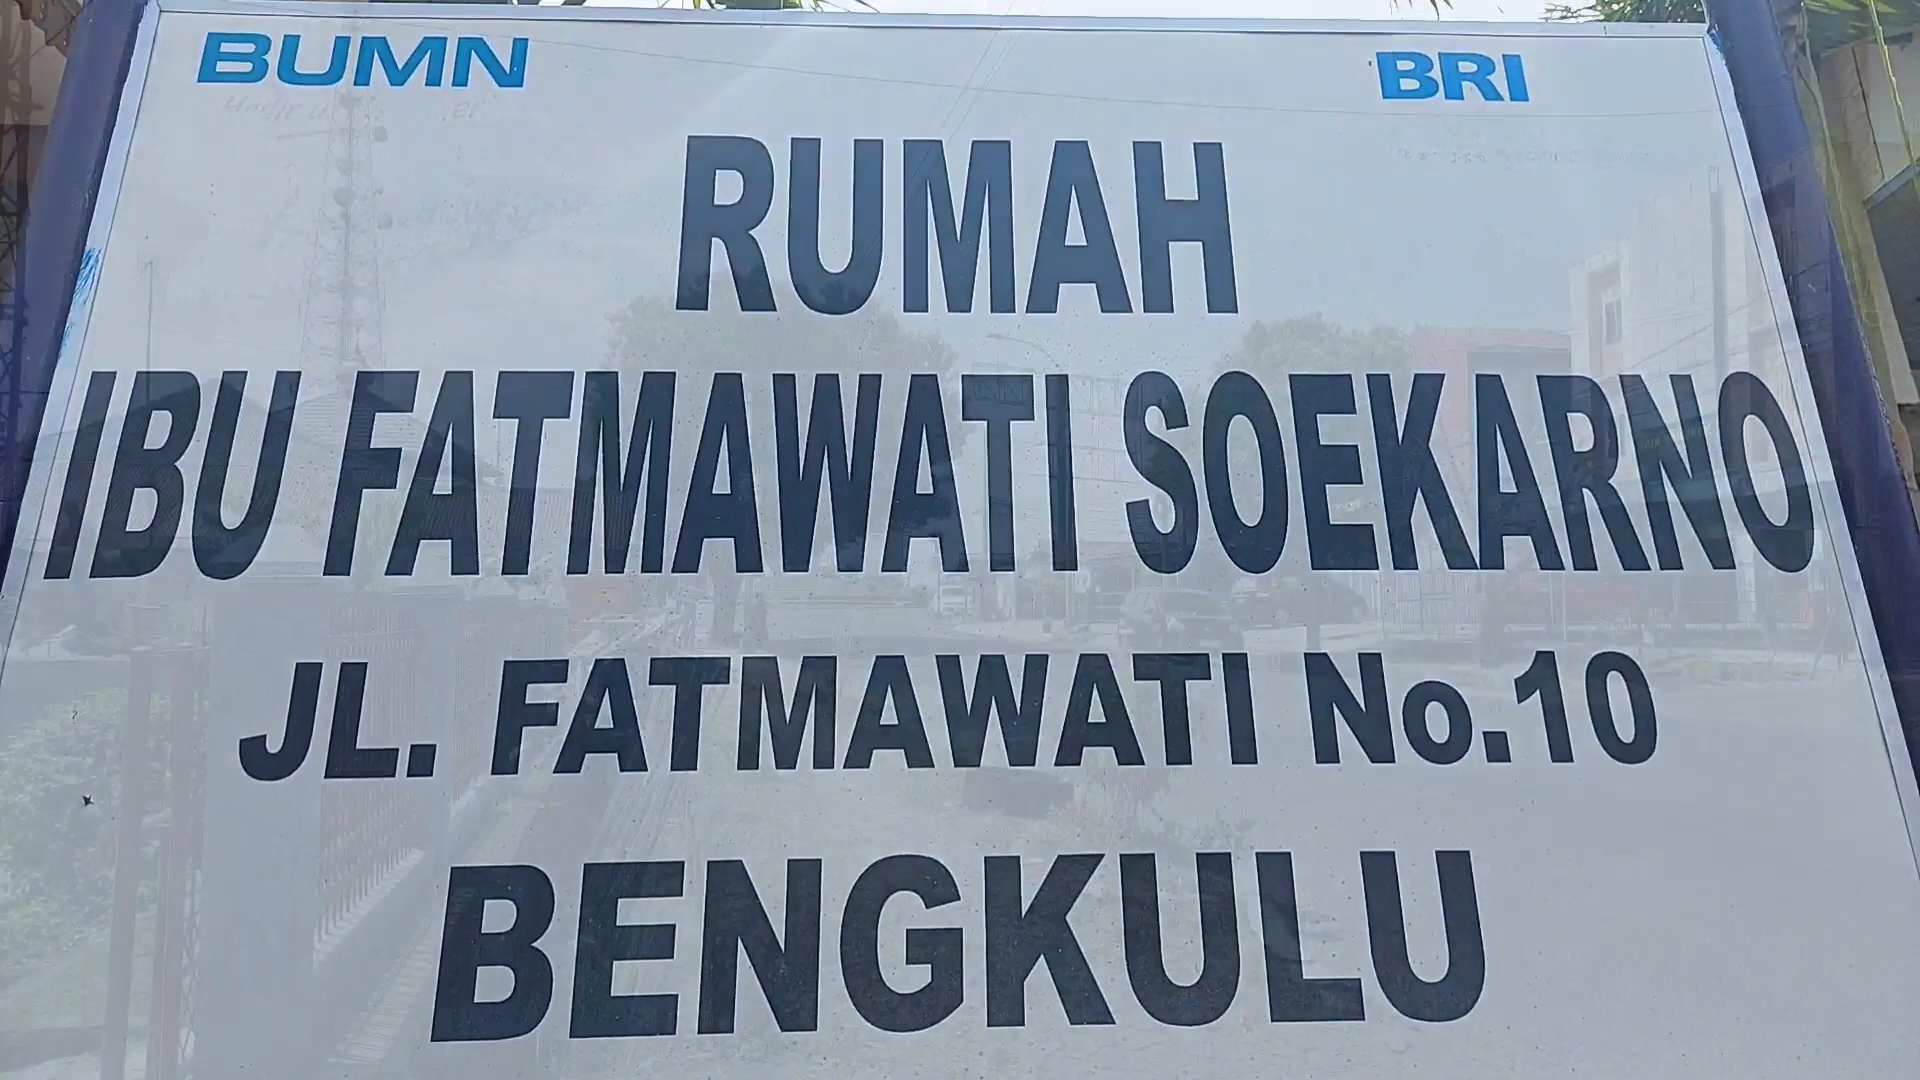 BUMN BRI
RUMAH
IBU FATMAWATI SOEKARNO
JL. FATMAWATI No.10
BENGKULU